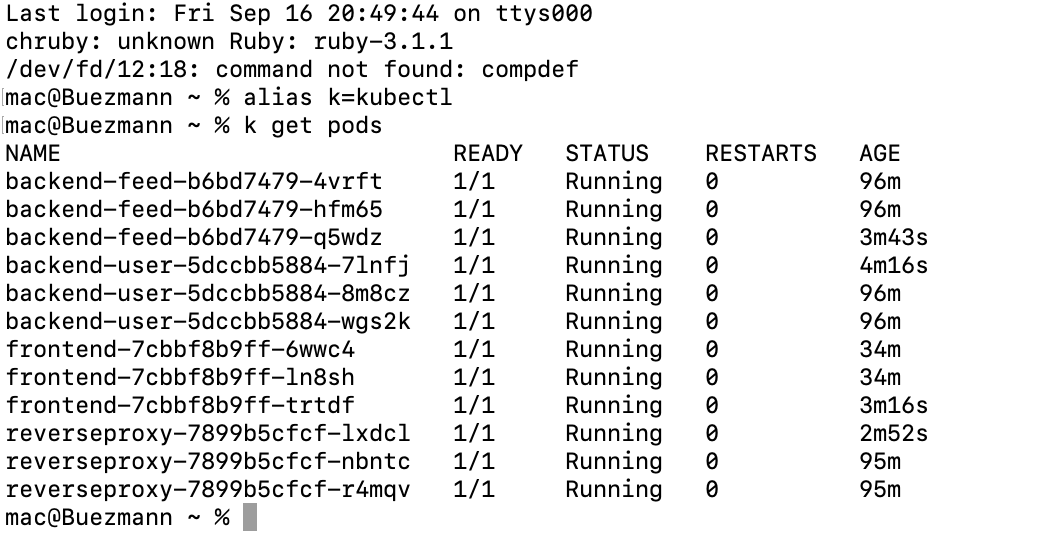 Last login: Fri Sep 16 20:49:44 on ttys000
chruby: unknown Ruby: ruby-3.1.1
/dev/fd/12:18: command not found: compdef
mac@Buezmann ~ % alias k=kubectl
mac@Buezmann ~ % k get pods
NAME READY STATUS RESTARTS AGE
backend-feed-b6bd7479-4vrft 1/1 Running 0 96m
backend-feed-b6bd7479-hfm65 1/1 Running 0 96m
backend-feed-b6bd7479-q5wdz 1/1 Running 0 3m43s
backend-user-5dccbb5884-7lnfj 1/1 Running 0 4m16s
backend-user-5dccbb5884-8m8cz 1/1 Running 0 96m
backend-user-5dccbb5884-wgs2k 1/1 Running 0 96m
frontend-7cbbf8b9ff-6wwc4 1/1 Running 0 34m
frontend-7cbbf8b9ff-ln8sh 1/1 Running 0 34m
frontend-7cbbf8b9ff-trtdf 1/1 Running 0 3m16s
reverseproxy-7899b5cfcf-lxdcl 1/1 Running 0 2m52s
reverseproxy-7899b5cfcf-nbntc 1/1 Running 0 95m
reverseproxy-7899b5cfcf-r4mqv 1/1 Running 0 95m
mac@Buezmann ~ %